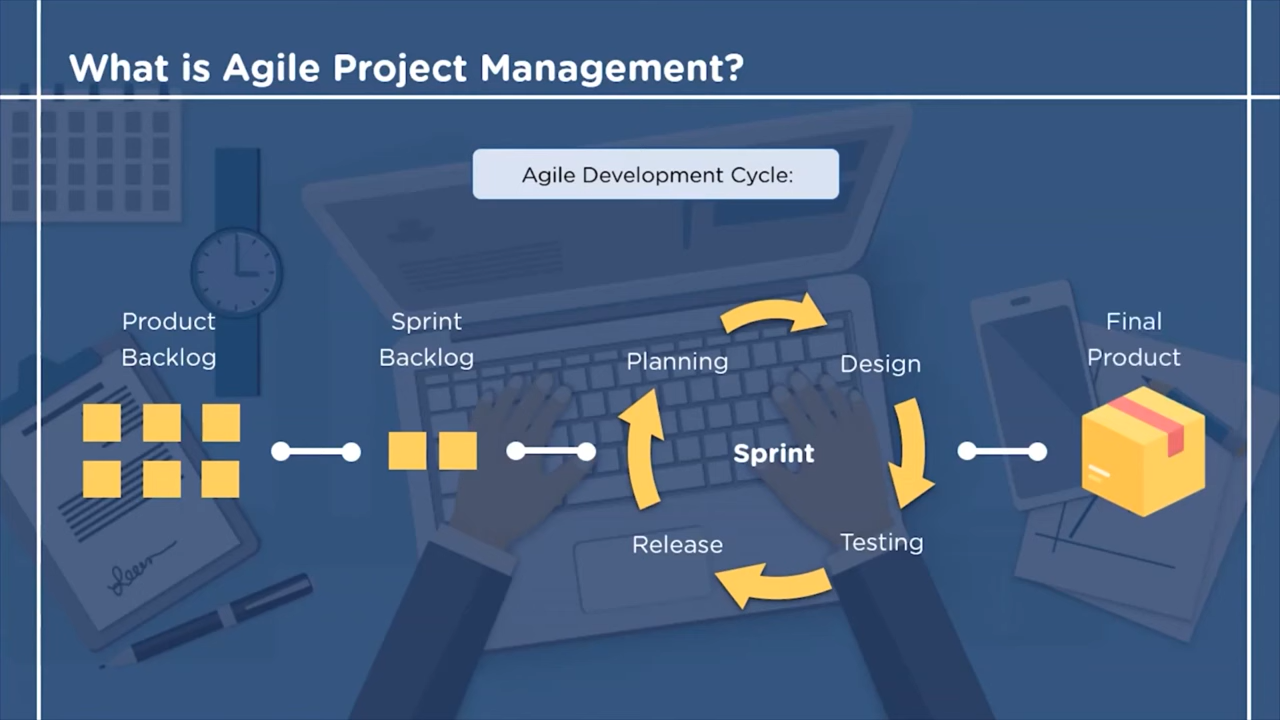 What is Agile Project Management?
Agile Development Cycle:
Product
Backlog
Sprint
Backlog
Planning
Design
Sprint
Release
Testing
Final
Product